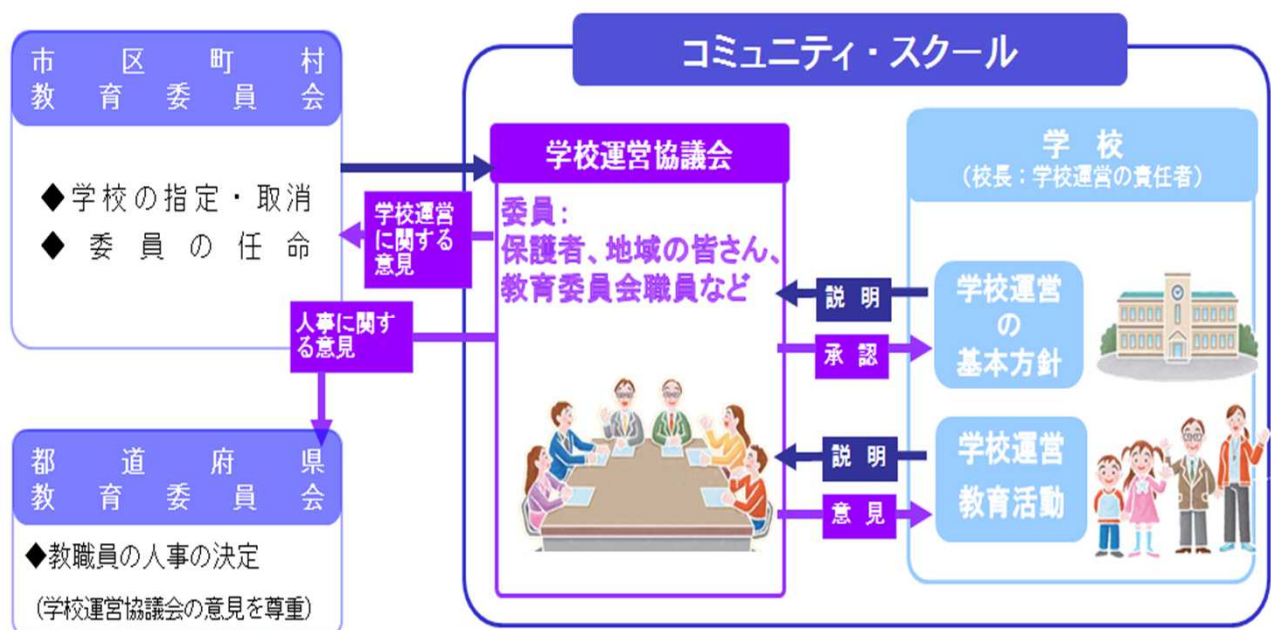 コミュニティ・スクール
市区町村
教育委員会
◆学校の指定・取消
◆委員の任命
学校運営
に関する
意見
人事に関す
る意見
都道府県
教育委員会
◆教職員の人事の決定
(学校運営協議会の意見を尊重)
学校運営協議会
委員:
保護者、地域の皆さん、
教育委員会職員など
説明
承認
説明
意見
学校
(校長:学校運営の責任者)
学校運営
の
基本方針
学校運営
教育活動